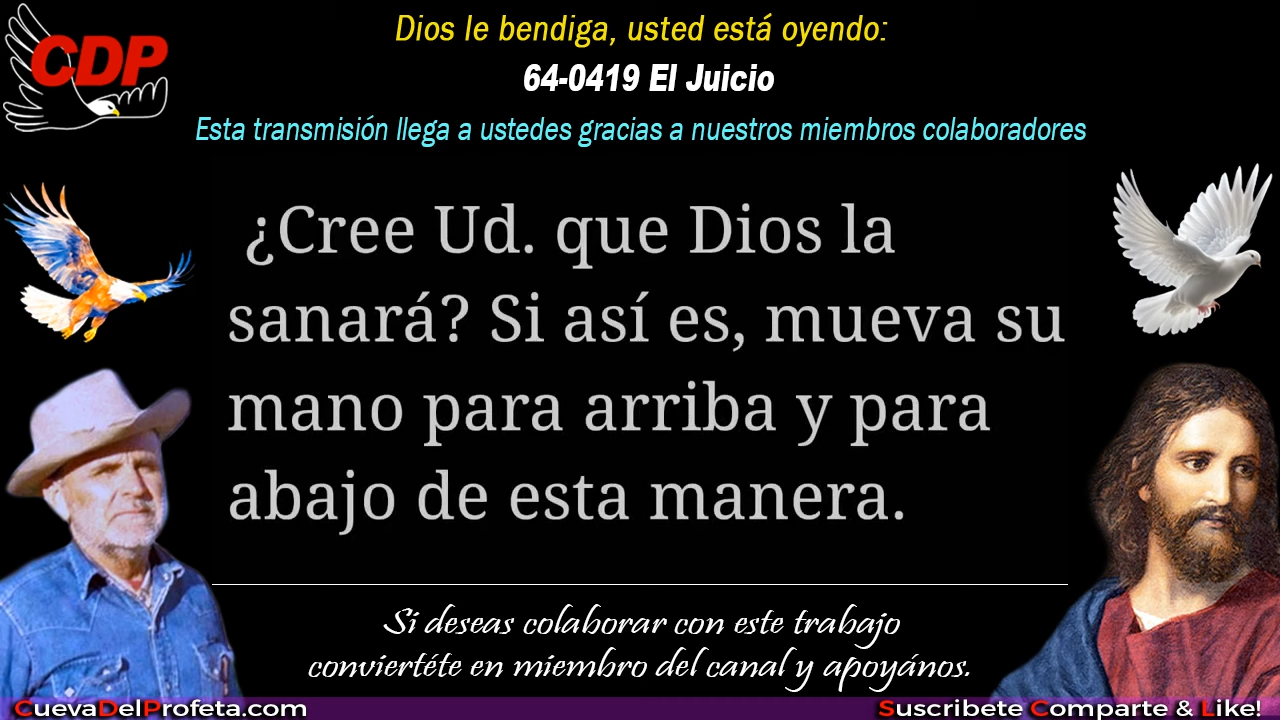 CDP
Dios le bendiga, usted está oyendo:
64-0419 El Juicio
Esta transmisión llega a ustedes gracias a nuestros miembros colaboradores
¿Cree Ud. que Dios la
sanará? Si así es, mueva su
mano para arriba y para
abajo de esta manera.
Si deseas colaborar con este trabajo
conviertéte en miembro del canal y apoyános.
CuevaDelProfeta.com
Suscribete Comparte & Like!